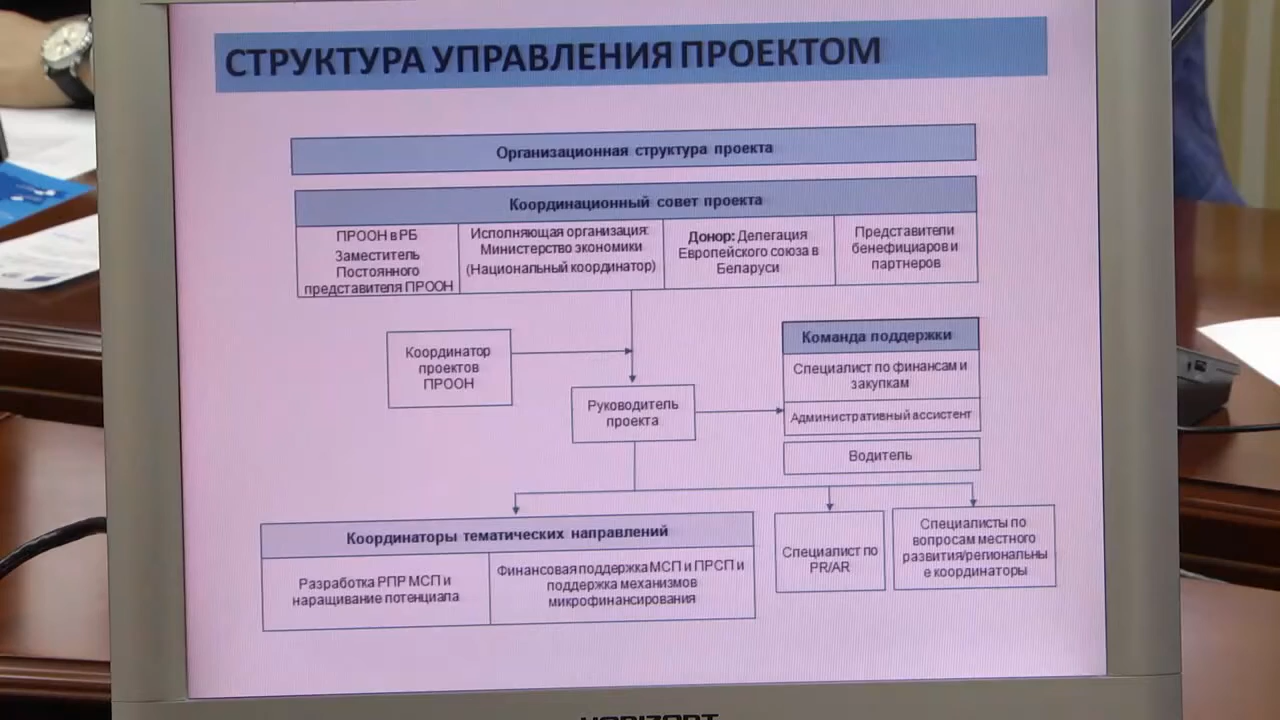 СТРУКТУРА УПРАВЛЕНИЯ ПРОЕКТОМ
Организационная структура проекта
Координационный совет проекта
ПРООН в РБ
Заместитель
Постоянного
представителя ПРООН
Исполняющая организация:
Министерство экономики
(Национальный координатор)
Донор: Делегация
Европейского союза в
Беларуси
Представители
бенефициаров и
партнеров
Координатор
проектов
ПРООН
Руководитель
проекта
Команда поддержки
Специалист по финансам и
закупкам
Административный ассистент
Водитель
Координаторы тематических направлений
Разработка РПР МСП и
наращивание потенциала
Финансовая поддержка МСП и ПРСП и
поддержка механизмов
микрофинансирования
Специалист по
PR/AR
Специалисты по
вопросам местного
развития/региональны
е координаторы
HORIZONT